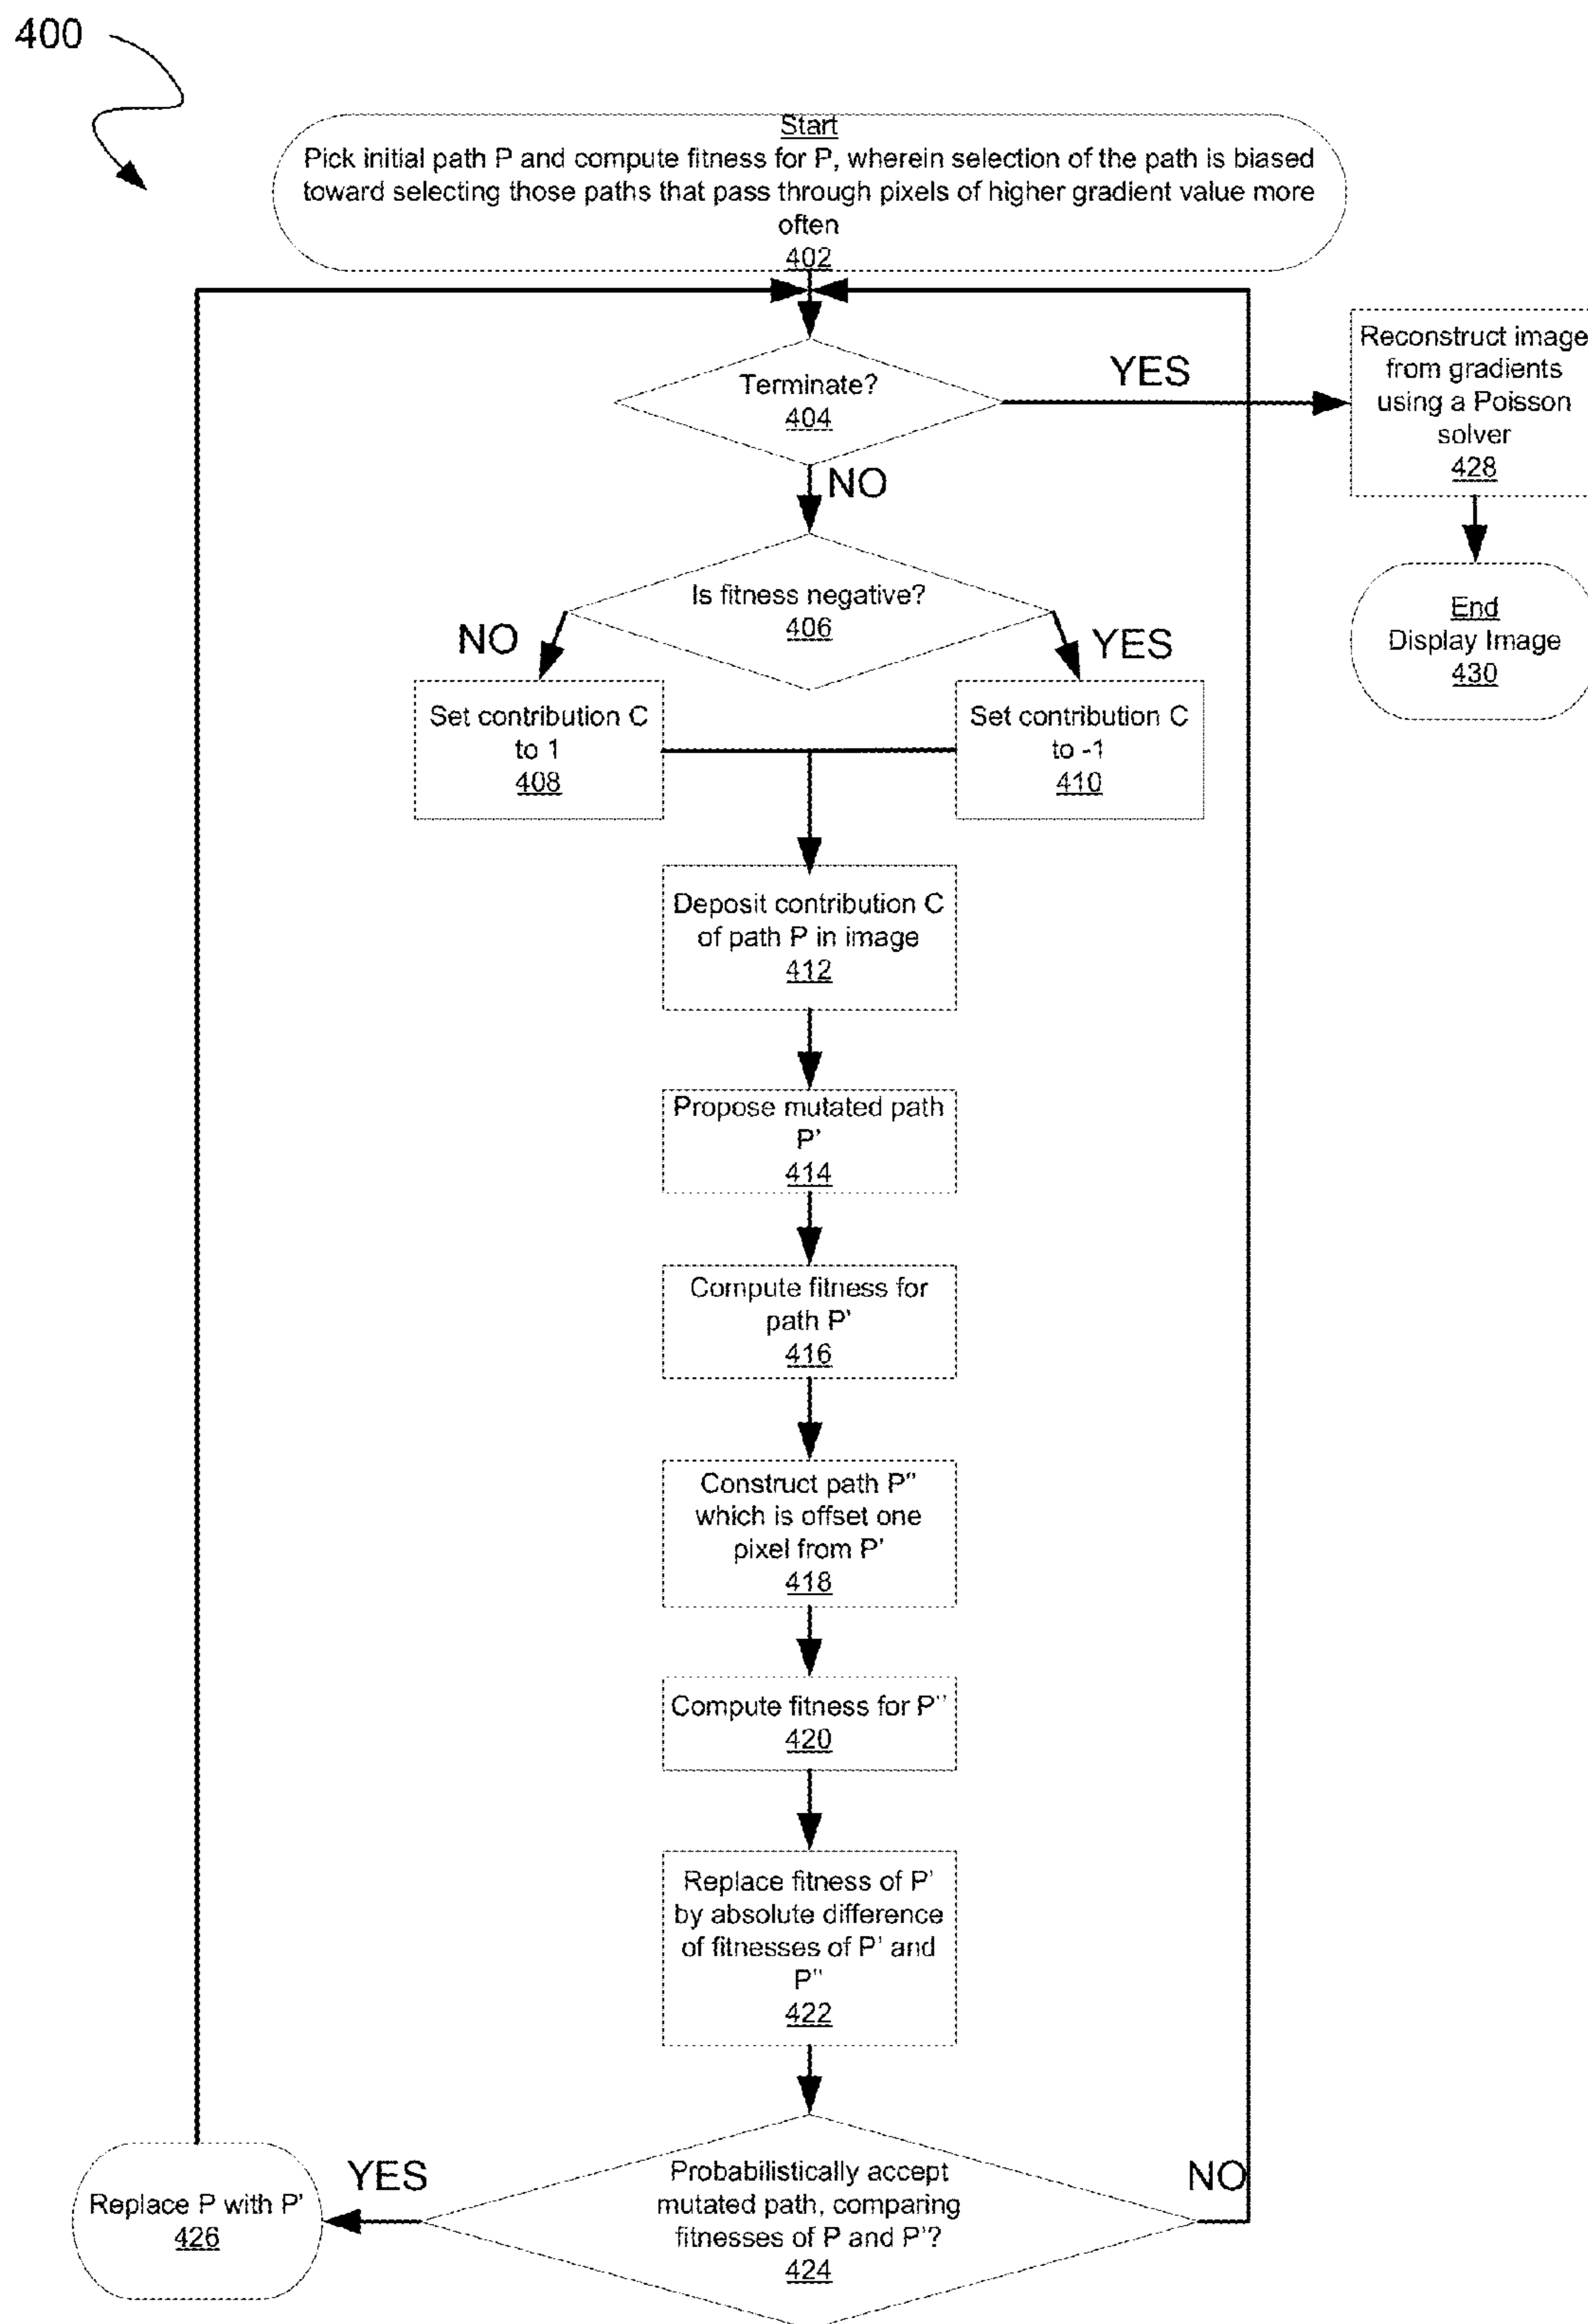 400
Start
Pick initial path P and compute fitness for P, wherein selection of the path is biased
toward selecting those paths that pass through pixels of higher gradient value more
often
402
Terminate?
404
YES
Reconstruct image
from gradients
using a Poisson
solver
428
NO
End
Display Image
430
Is fitness negative?
406
NO
YES
Set contribution C
to 1
408
Set contribution C
to -1
410
Deposit contribution C
of path P in image
412
Propose mutated path
P'
414
Compute fitness for
path P'
416
Construct path P"
which is offset one
pixel from P'
418
Compute fitness for P"
420
Replace fitness of P'
by absolute difference
of fitnesses of P' and
P"
422
Probabilistically accept
mutated path, comparing
fitnesses of P and P'?
424
YES
NO
Replace P with P'
426